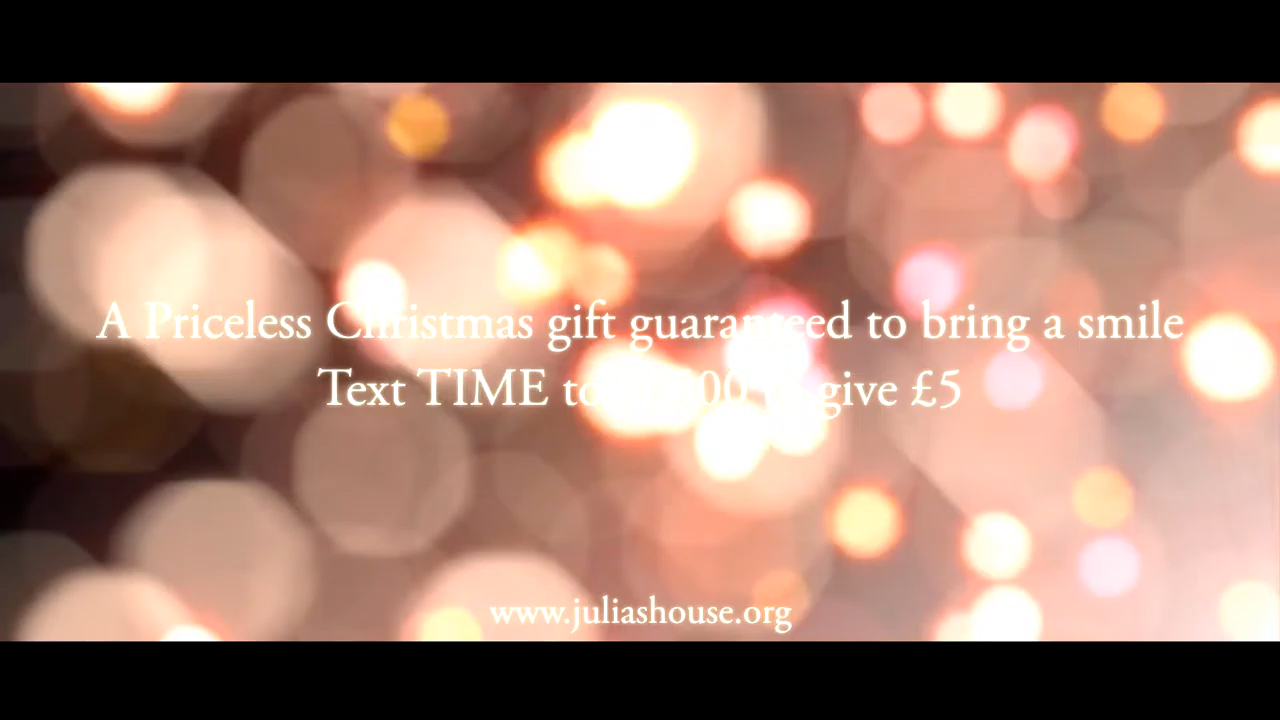 A Priceless Christmas gift guaranteed to bring a smile
Text TIME to give £5
www.juliashouse.org